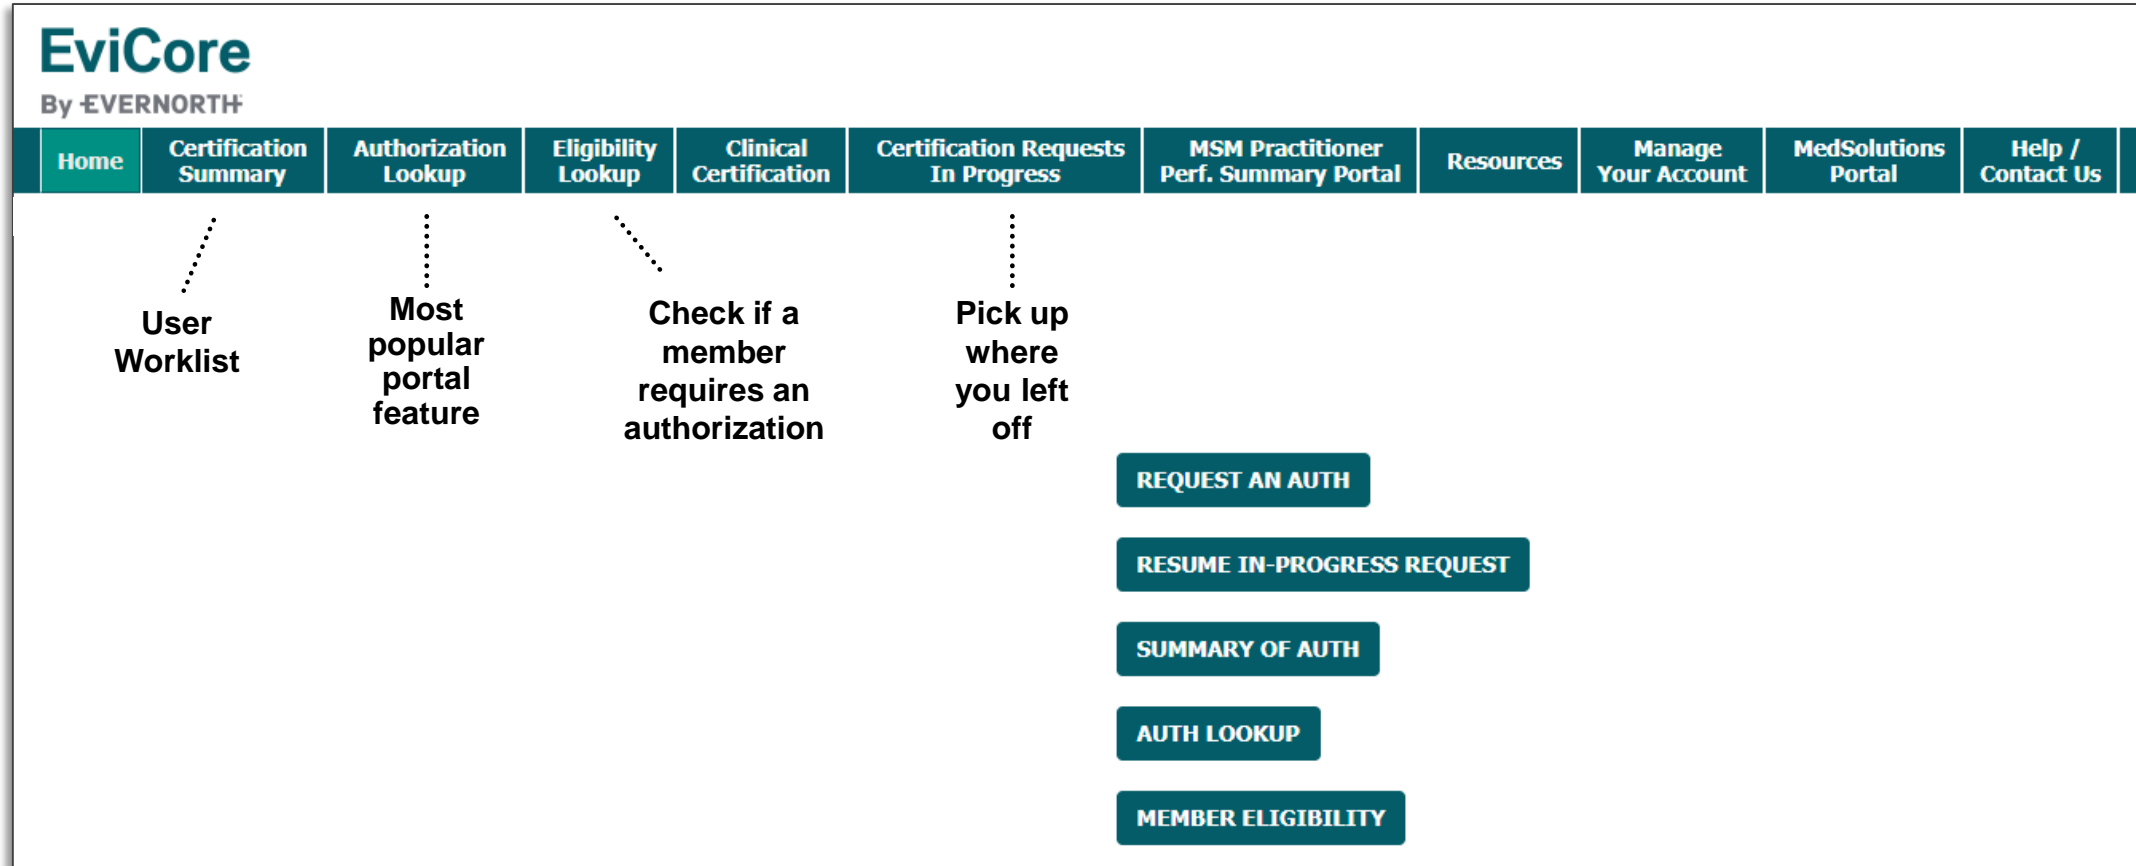 EviCore
By EVERNORTH
Home
Certification
Summary
Authorization
Lookup
Eligibility
Lookup
Clinical
Certification
Certification Requests
In Progress
MSM Practitioner
Perf. Summary Portal
Resources
Manage
Your Account
MedSolutions
Portal
Help /
Contact Us
User
Worklist
Most
popular
portal
feature
Check if a
member
requires an
authorization
Pick up
where
you left
off
REQUEST AN AUTH
RESUME IN-PROGRESS REQUEST
SUMMARY OF AUTH
AUTH LOOKUP
MEMBER ELIGIBILITY